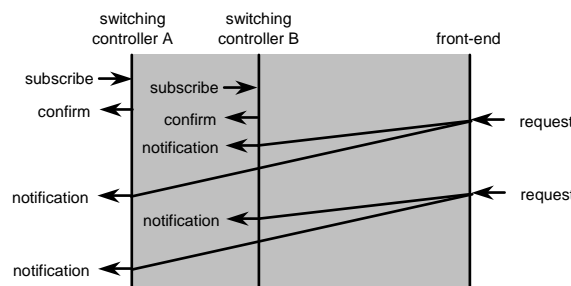 switching
controller A
switching
controller B
front-end
subscribe
subscribe
confirm
confirm
request
notification
notification
request
notification
notification